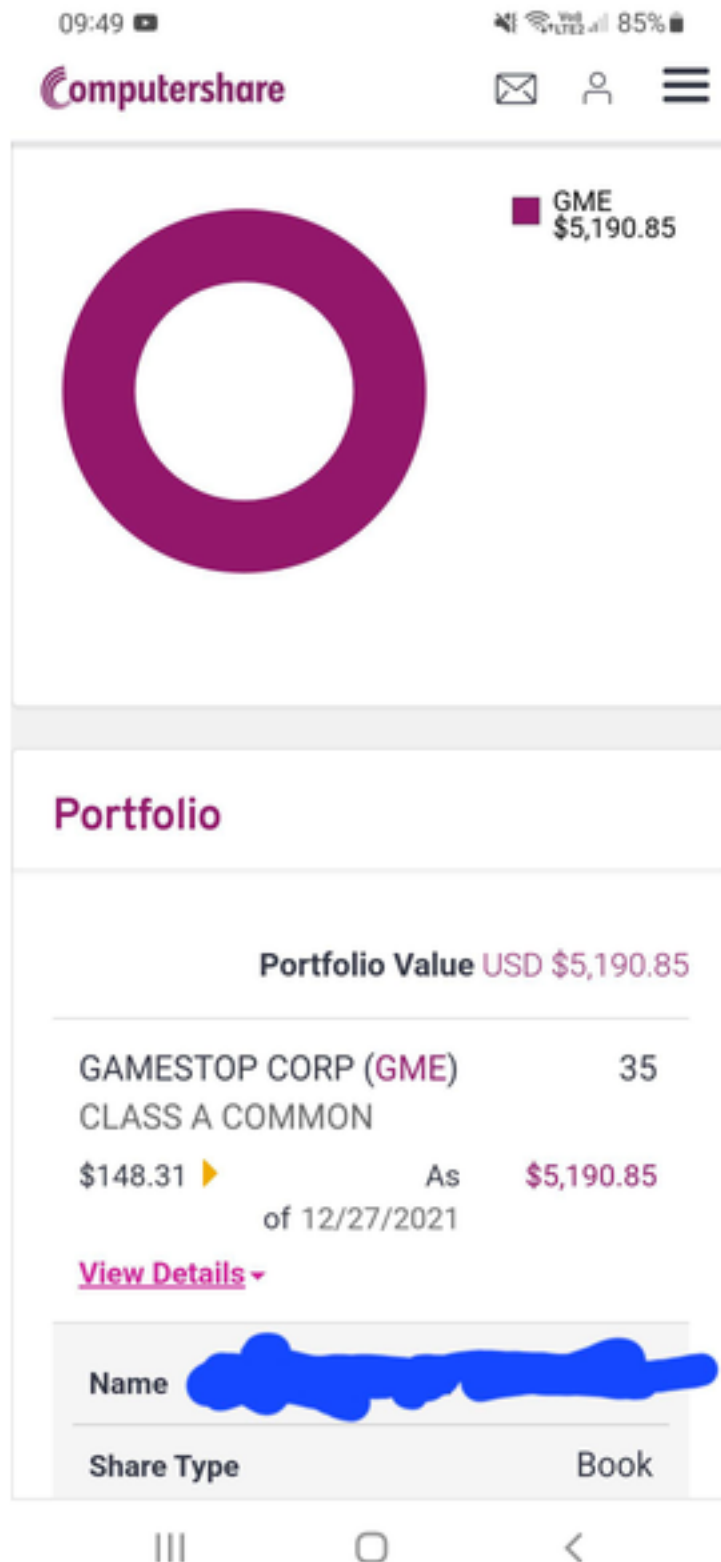 09:49 LTE2 85%
Computershare
GME
$5,190.85
Portfolio
Portfolio Value USD $5,190.85
GAMESTOP CORP (GME) 35
CLASS A COMMON
$148.31 As $5,190.85
of 12/27/2021
View Details
Name
Share Type Book